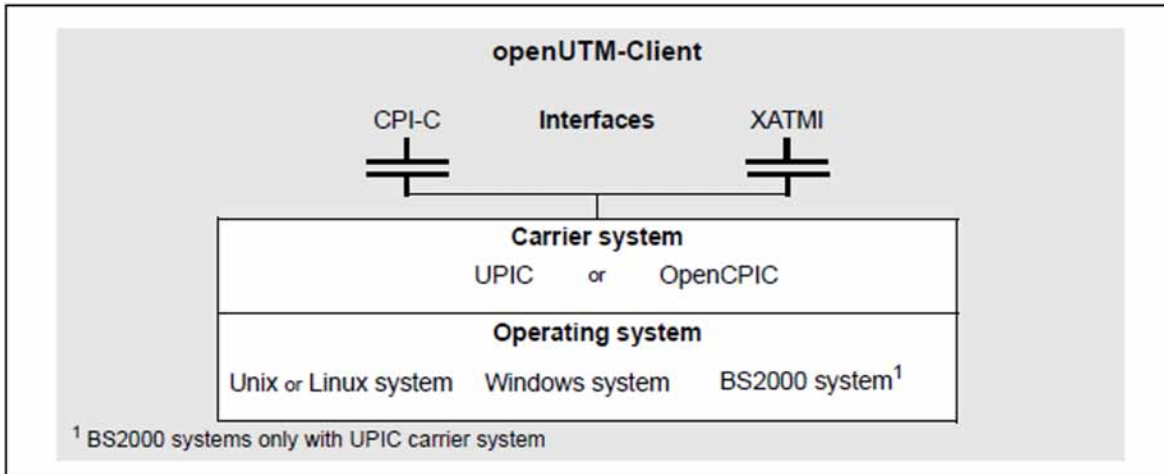 openUTM-Client
CPI-C Interfaces XATMI
Carrier system
UPIC or OpenCPIC
Operating system
Unix or Linux system Windows system BS2000 system¹
¹ BS2000 systems only with UPIC carrier system